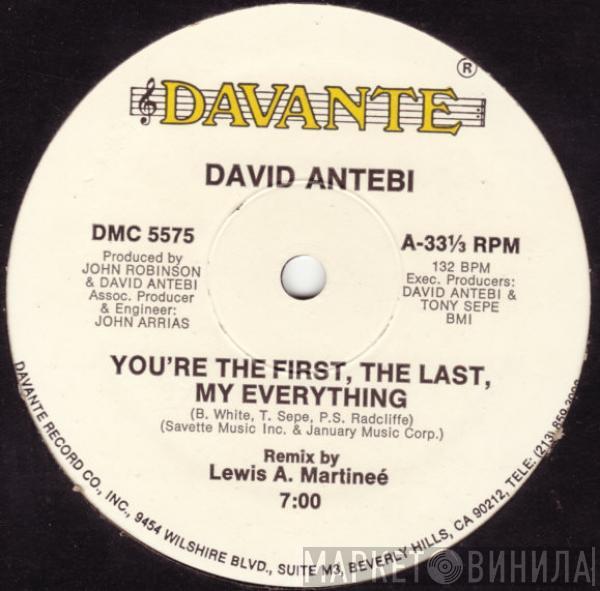 DAVANTE ®
DAVID ANTEBI
DMC 5575
Produced by
JOHN ROBINSON
& DAVID ANTEBI
Assoc. Producer
& Engineer:
JOHN ARRIAS
A-33⅓ RPM
132 BPM
Exec. Producers:
DAVID ANTEBI &
TONY SEPE
BMI
YOU'RE THE FIRST, THE LAST,
MY EVERYTHING
(B. White, T. Sepe, P.S. Radcliffe)
(Savette Music Inc. & January Music Corp.)
Remix by
Lewis A. Martineé
7:00
DAVANTE RECORD CO., INC., 9454 WILSHIRE BLVD., SUITE M3, BEVERLY HILLS, CA 90212, TELE: (213) 859
МАРКЕТ ВИНИЛА